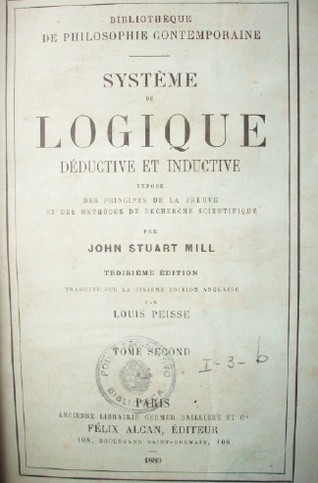 BIBLIOTHÈQUE
DE PHILOSOPHIE CONTEMPORAINE
SYSTÈME
DE
LOGIQUE
DÉDUCTIVE ET INDUCTIVE
EXPOSÉ
DES PRINCIPES DE LA PREUVE
ET DES MÉTHODES DE RECHERCHE SCIENTIFIQUE
PAR
JOHN STUART MILL
TROISIÈME ÉDITION
TRADUITE SUR LA SIXIÈME ÉDITION ANGLAISE
PAR
LOUIS PEISSE
TOME SECOND
I-3-6
PARIS
ANCIENNE LIBRAIRIE GERMER BAILLIÈRE ET Cie
FÉLIX ALCAN, ÉDITEUR
108, BOULEVARD SAINT-GERMAIN, 108